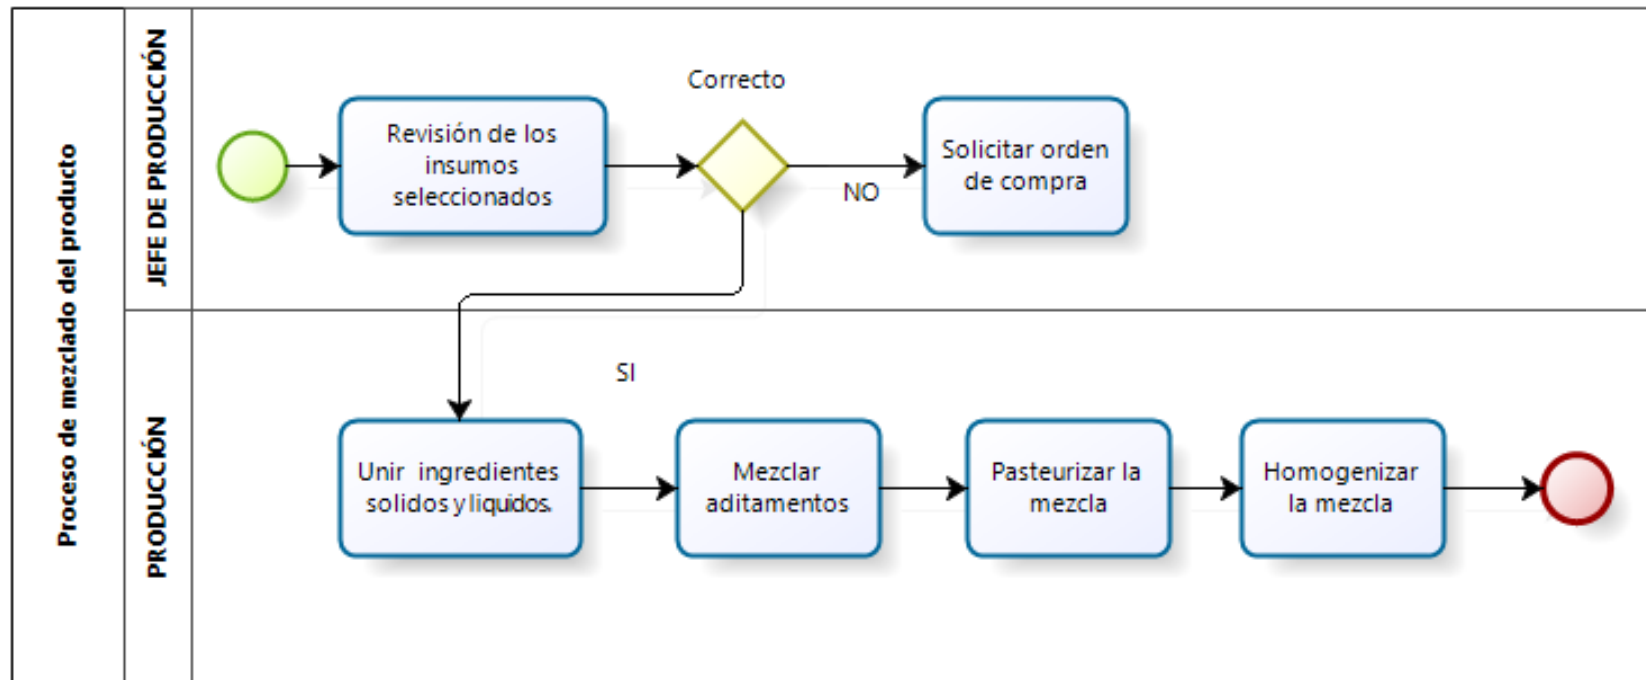 Proceso de mezclado del producto
JEFE DE PRODUCCIÓN
Revisión de los
insumos
seleccionados
Correcto
NO
Solicitar orden
de compra
PRODUCCIÓN
SI
Unir ingredientes
solidos y liquidos.
Mezclar
aditamentos
Pasteurizar la
mezcla
Homogenizar
la mezcla